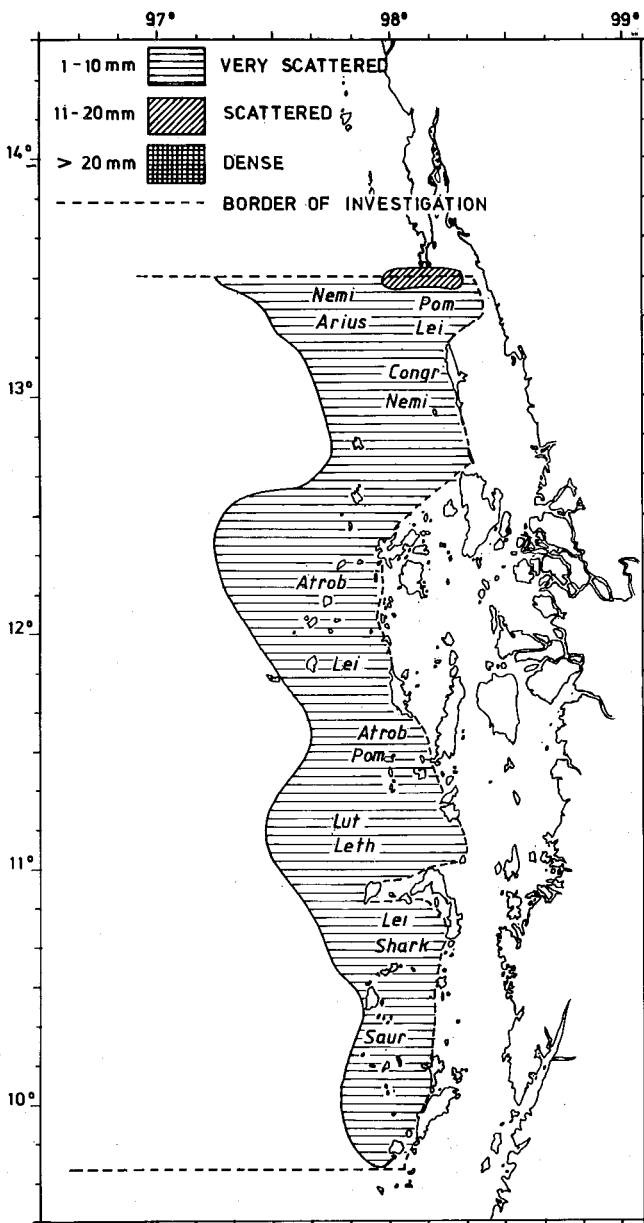 97° 98° 99°
1-10 mm VERY SCATTERED
11-20 mm SCATTERED
14°
> 20 mm DENSE
BORDER OF INVESTIGATION
Nemi Pom
Arius Lei
13° Congr
Nemi
Atrob
12°
Lei
Atrob
Pom
Lut
11° Leth
Lei
Shark
Saur
10°